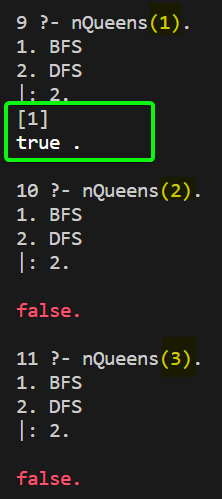 9 ?- nQueens(1).
1. BFS
2. DFS
|: 2.
[1]
true .
10 ?- nQueens(2).
1. BFS
2. DFS
|: 2.
false.
11 ?- nQueens(3).
1. BFS
2. DFS
|: 2.
false.